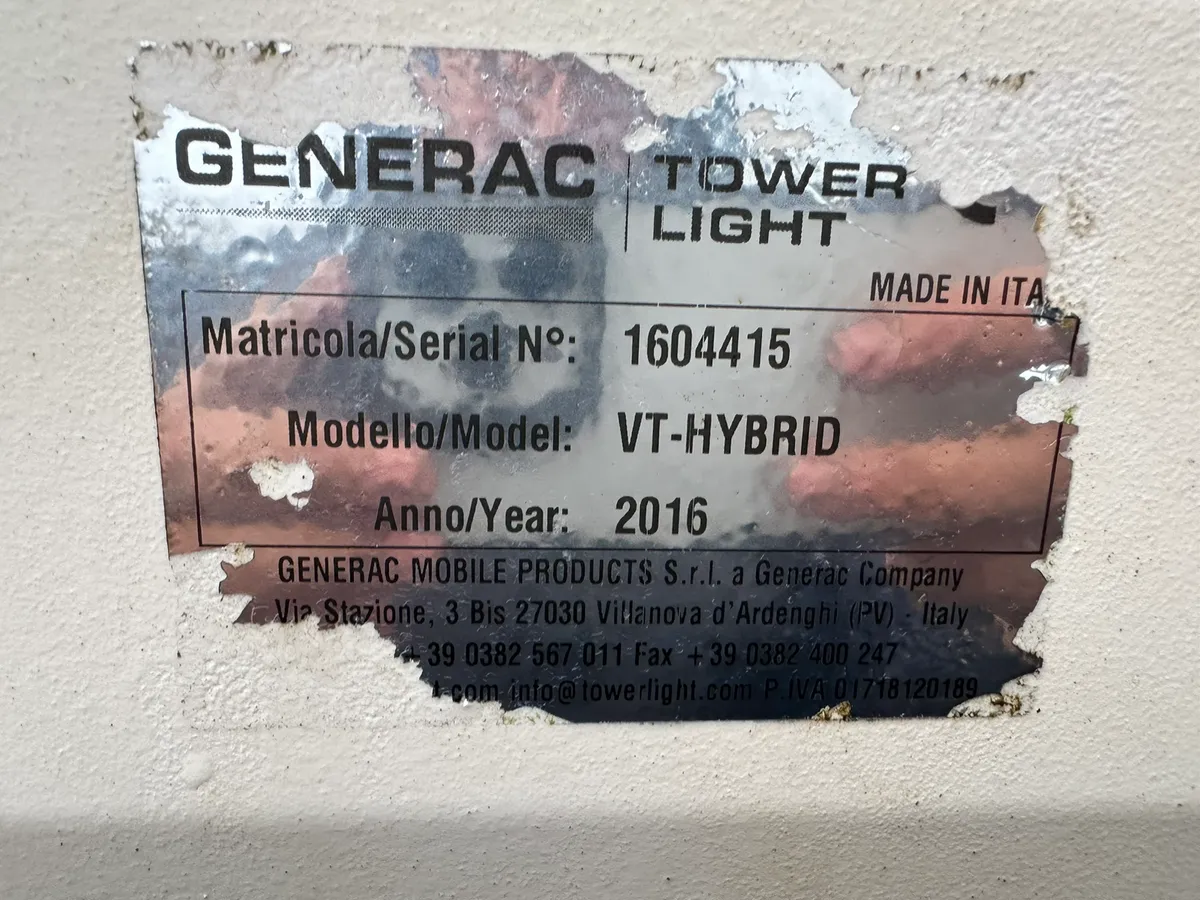 GENERAC
TOWER
LIGHT
MADE IN ITA
Matricola/Serial N°: 1604415
Modello/Model: VT-HYBRID
Anno/Year: 2016
GENERAC MOBILE PRODUCTS S.r.l. a Generac Company
Via Stazione, 3 Bis 27030 Villanova d'Ardenghi (PV) - Italy
+39 0382 567 011 Fax +39 0382 400 247
t.com info@towerlight.com P.IVA 01718120189